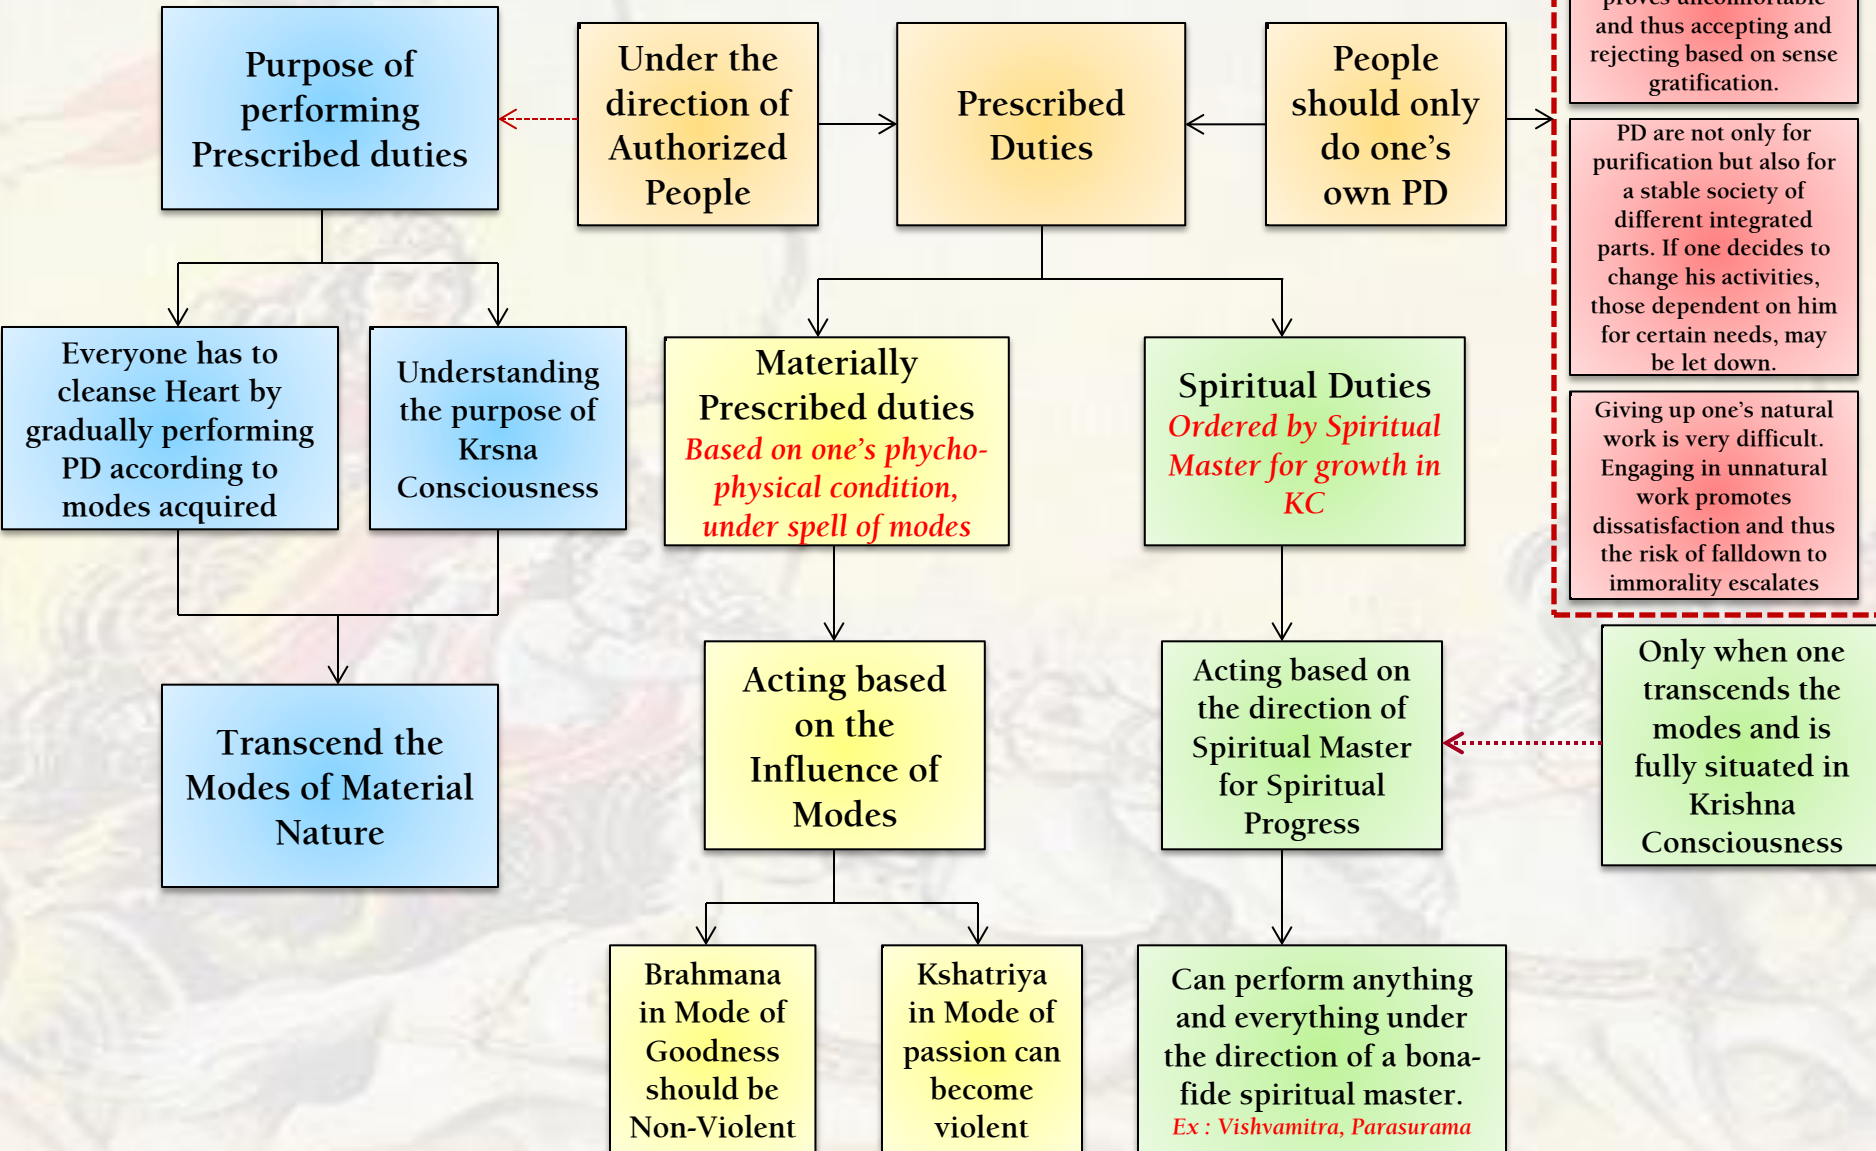 Purpose of
performing
Prescribed duties
Under the
direction of
Authorized
People
Prescribed
Duties
People
should only
do one's
own PD
proves uncomfortable
and thus accepting and
rejecting based on sense
gratification.
PD are not only for
purification but also for
a stable society of
different integrated
parts. If one decides to
change his activities,
those dependent on him
for certain needs, may
be let down.
Giving up one's natural
work is very difficult.
Engaging in unnatural
work promotes
dissatisfaction and thus
the risk of falldown to
immorality escalates
Everyone has to
cleanse Heart by
gradually performing
PD according to
modes acquired
Understanding
the purpose of
Krsna
Consciousness
Materially
Prescribed duties
Based on one's phycho-
physical condition,
under spell of modes
Spiritual Duties
Ordered by Spiritual
Master for growth in
KC
Transcend the
Modes of Material
Nature
Acting based
on the
Influence of
Modes
Acting based on
the direction of
Spiritual Master
for Spiritual
Progress
Only when one
transcends the
modes and is
fully situated in
Krishna
Consciousness
Brahmana
in Mode of
Goodness
should be
Non-Violent
Kshatriya
in Mode of
passion can
become
violent
Can perform anything
and everything under
the direction of a bona-
fide spiritual master.
Ex : Vishvamitra, Parasurama